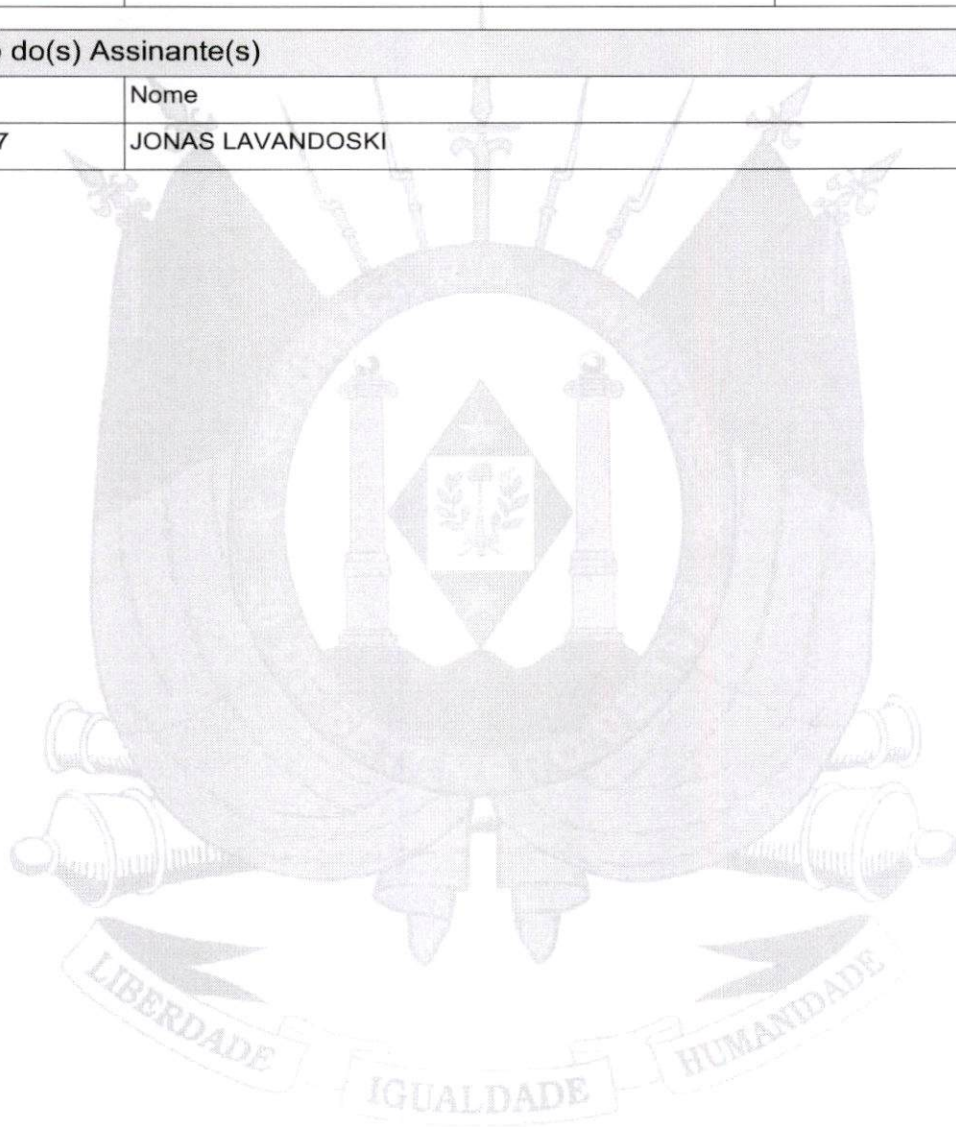 do(s) Assinante(s)
Nome
7 JONAS LAVANDOSKI
LIBERDADE
IGUALDADE
HUMANIDADE